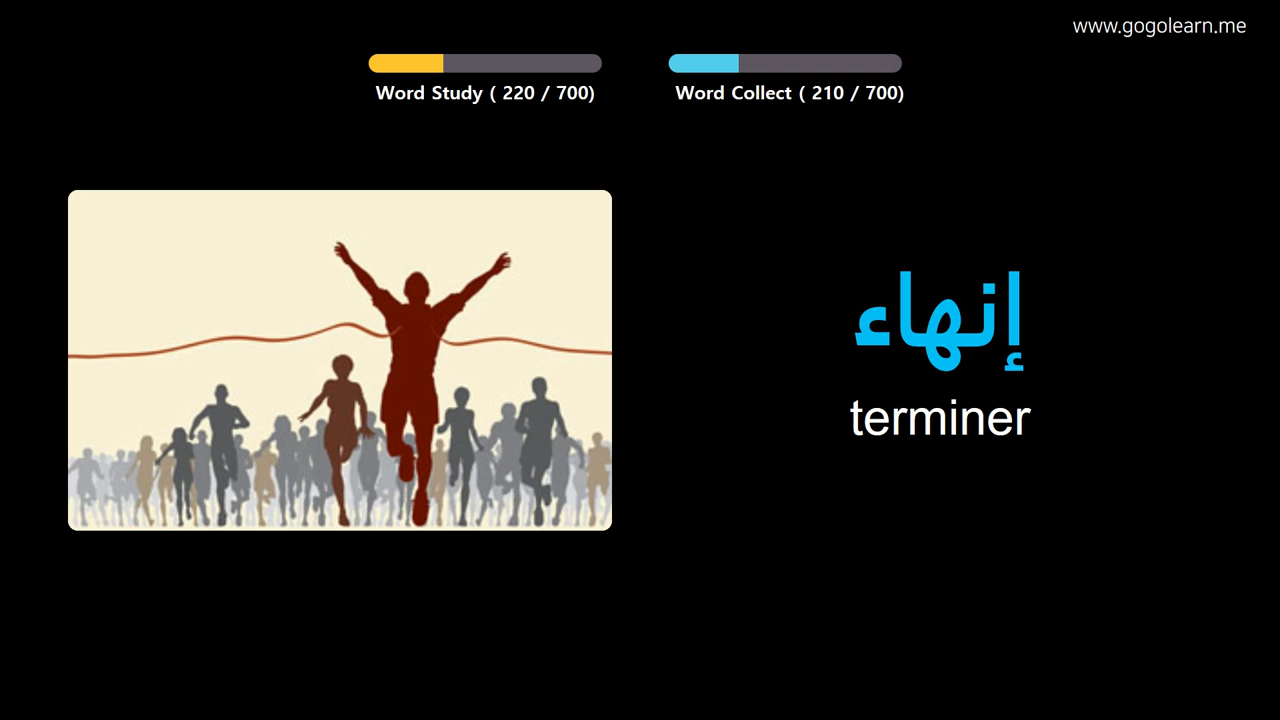 www.gogolearn.me
Word Study ( 220 / 700)
Word Collect ( 210 / 700)
إنهاء
terminer